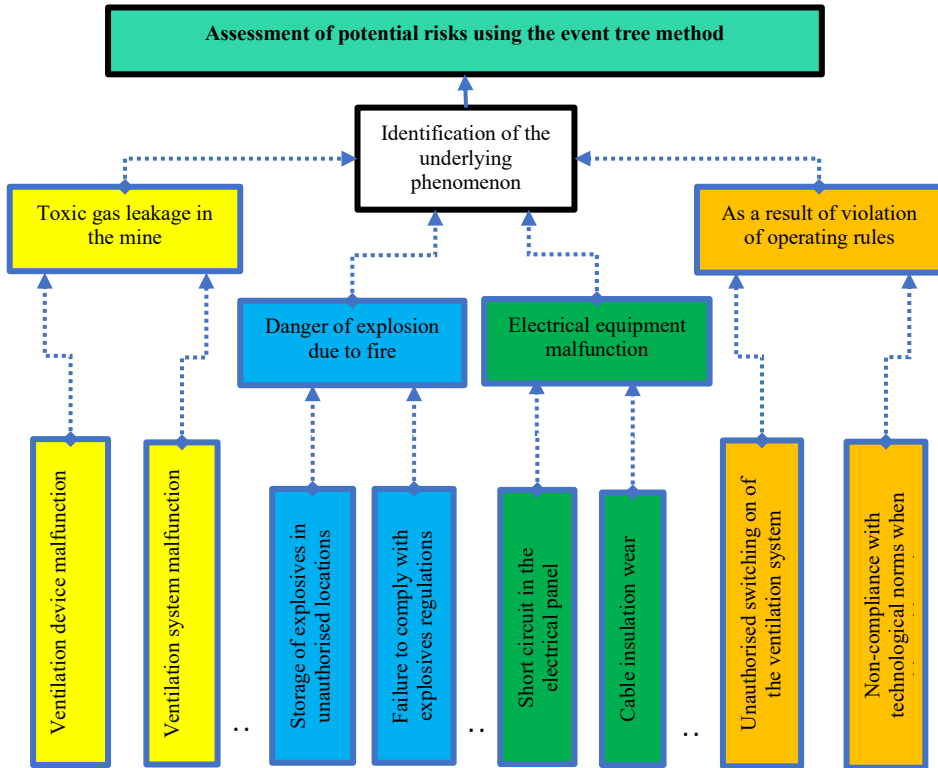 Assessment of potential risks using the event tree method
Identification of the
underlying
phenomenon
Toxic gas leakage in
the mine
As a result of violation
of operating rules
Danger of explosion
due to fire
Electrical equipment
malfunction
Ventilation device malfunction
Ventilation system malfunction
Storage of explosives in
unauthorised locations
Failure to comply with
explosives regulations
Short circuit in the
electrical panel
Cable insulation wear
Unauthorised switching on of
the ventilation system
Non-compliance with
technological norms when
..
..
..